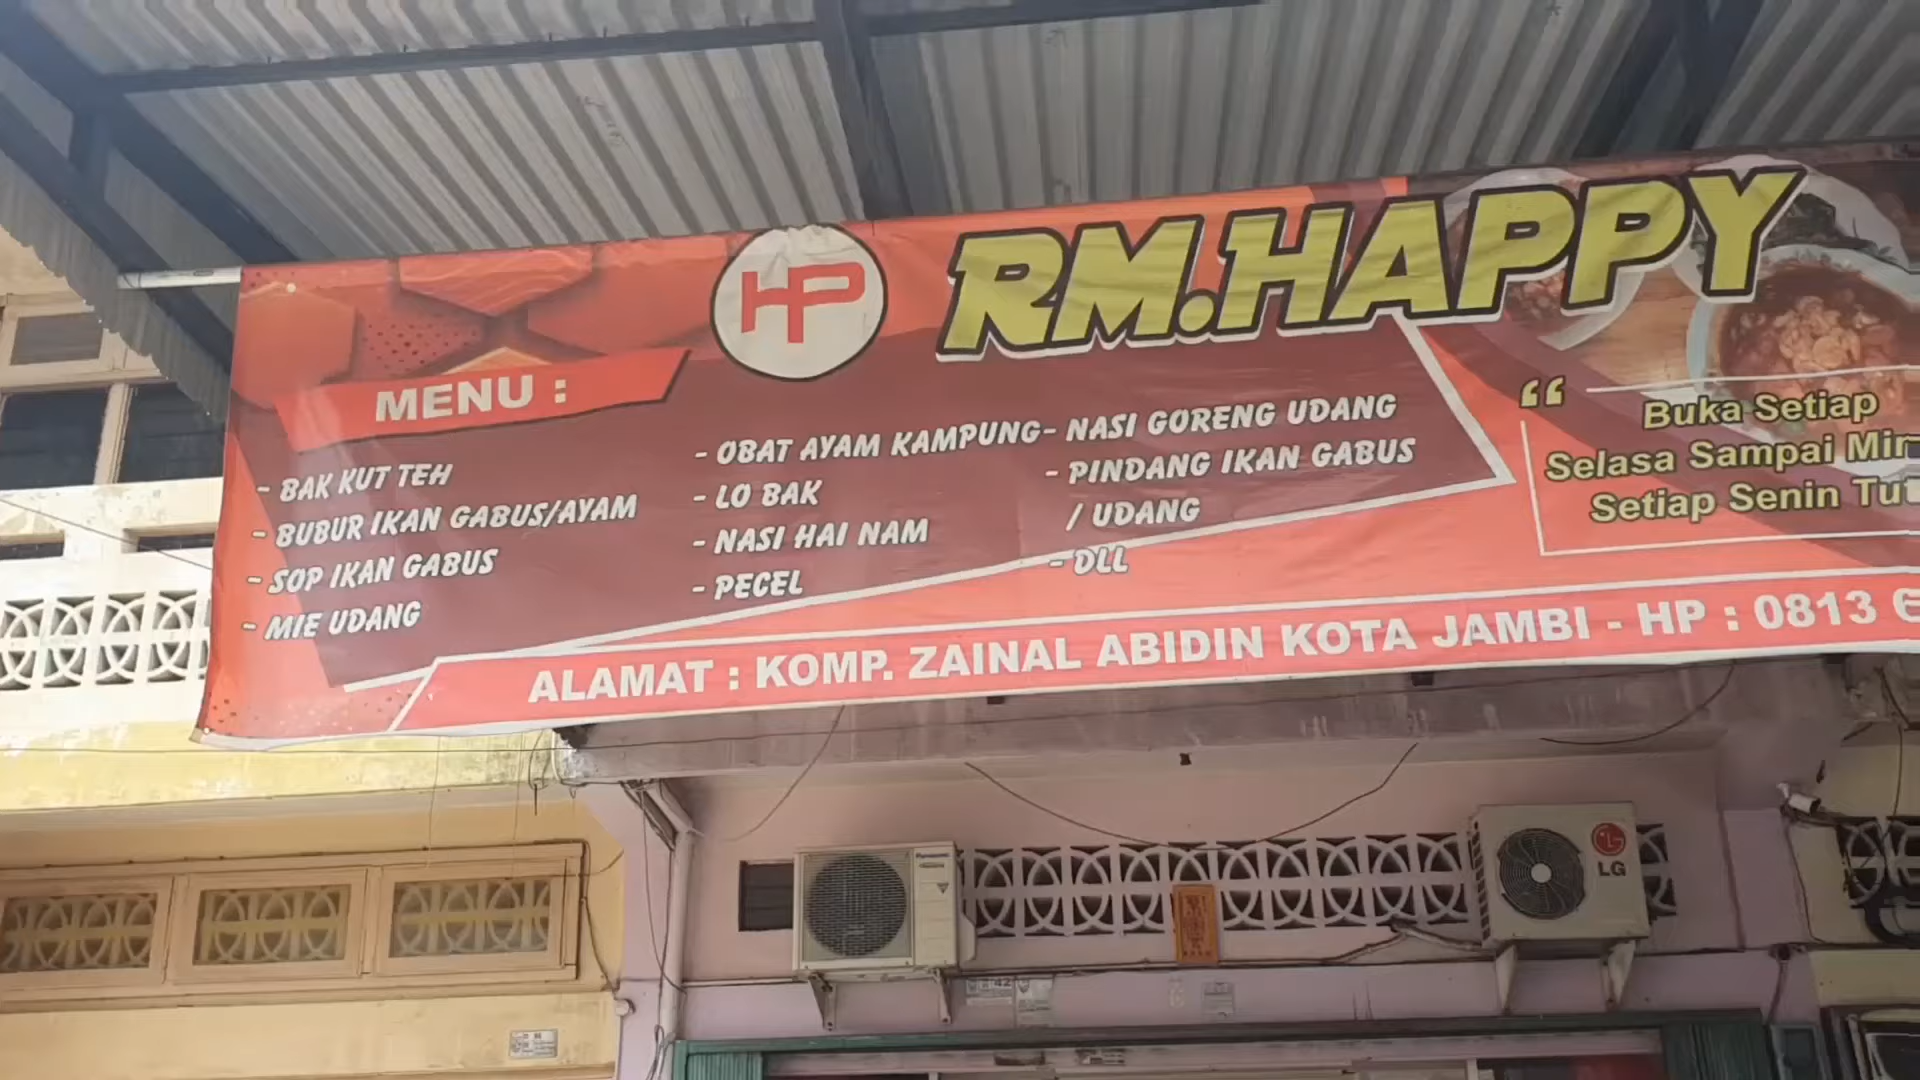 HP
RM.HAPPY
MENU :
- BAK KUT TEH
- BUBUR IKAN GABUS/AYAM
- SOP IKAN GABUS
- MIE UDANG
- OBAT AYAM KAMPUNG
- LO BAK
- NASI HAI NAM
- PECEL
- NASI GORENG UDANG
- PINDANG IKAN GABUS
/ UDANG
- DLL
“ Buka Setiap
Selasa Sampai
Setiap Senin
ALAMAT : KOMP. ZAINAL ABIDIN KOTA JAMBI - HP : 0813
Panasonic
LG